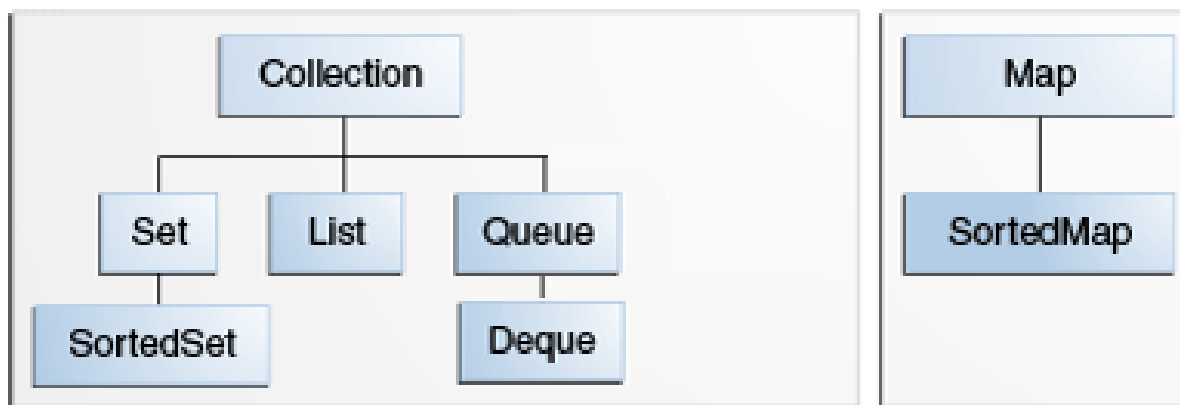 Collection
Map
Set
List
Queue
SortedMap
SortedSet
Deque